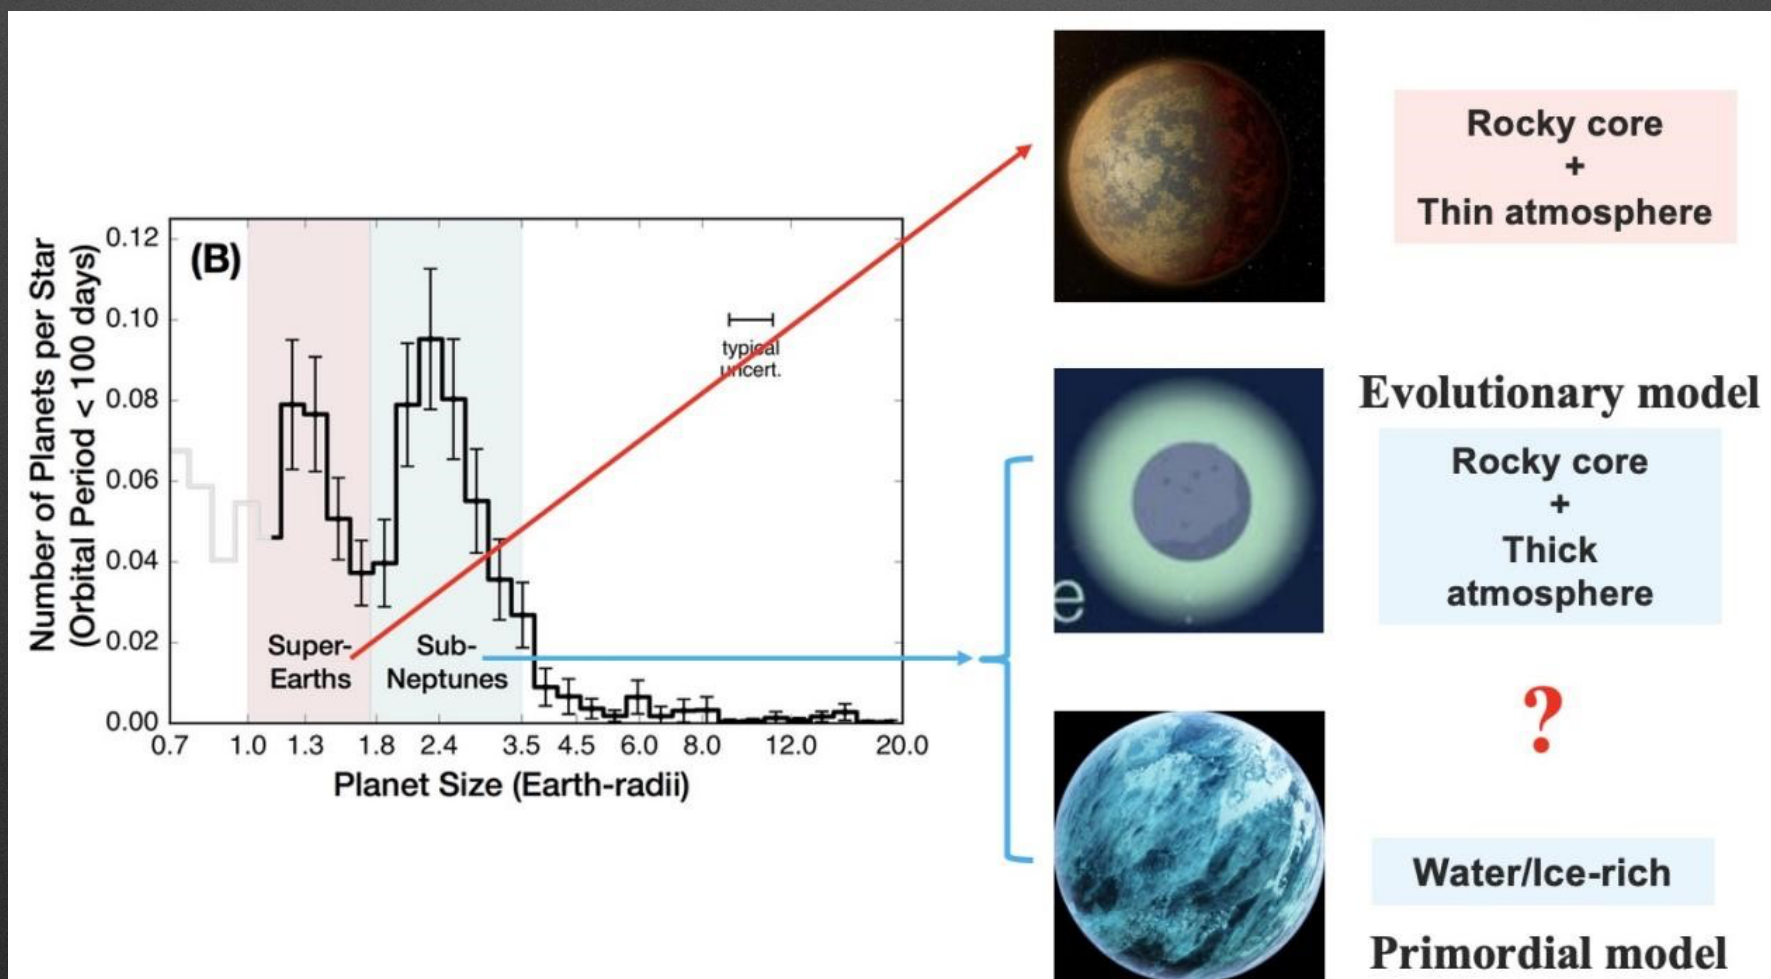 (B)
Number of Planets per Star
(Orbital Period < 100 days)
0.12
0.10
0.08
0.06
0.04
0.02
0.00
typical
uncert.
Super-
Earths
Sub-
Neptunes
0.7 1.0 1.3 1.8 2.4 3.5 4.5 6.0 8.0 12.0 20.0
Planet Size (Earth-radii)
Rocky core
+
Thin atmosphere
Evolutionary model
Rocky core
+
Thick
atmosphere
e
?
Water/Ice-rich
Primordial model